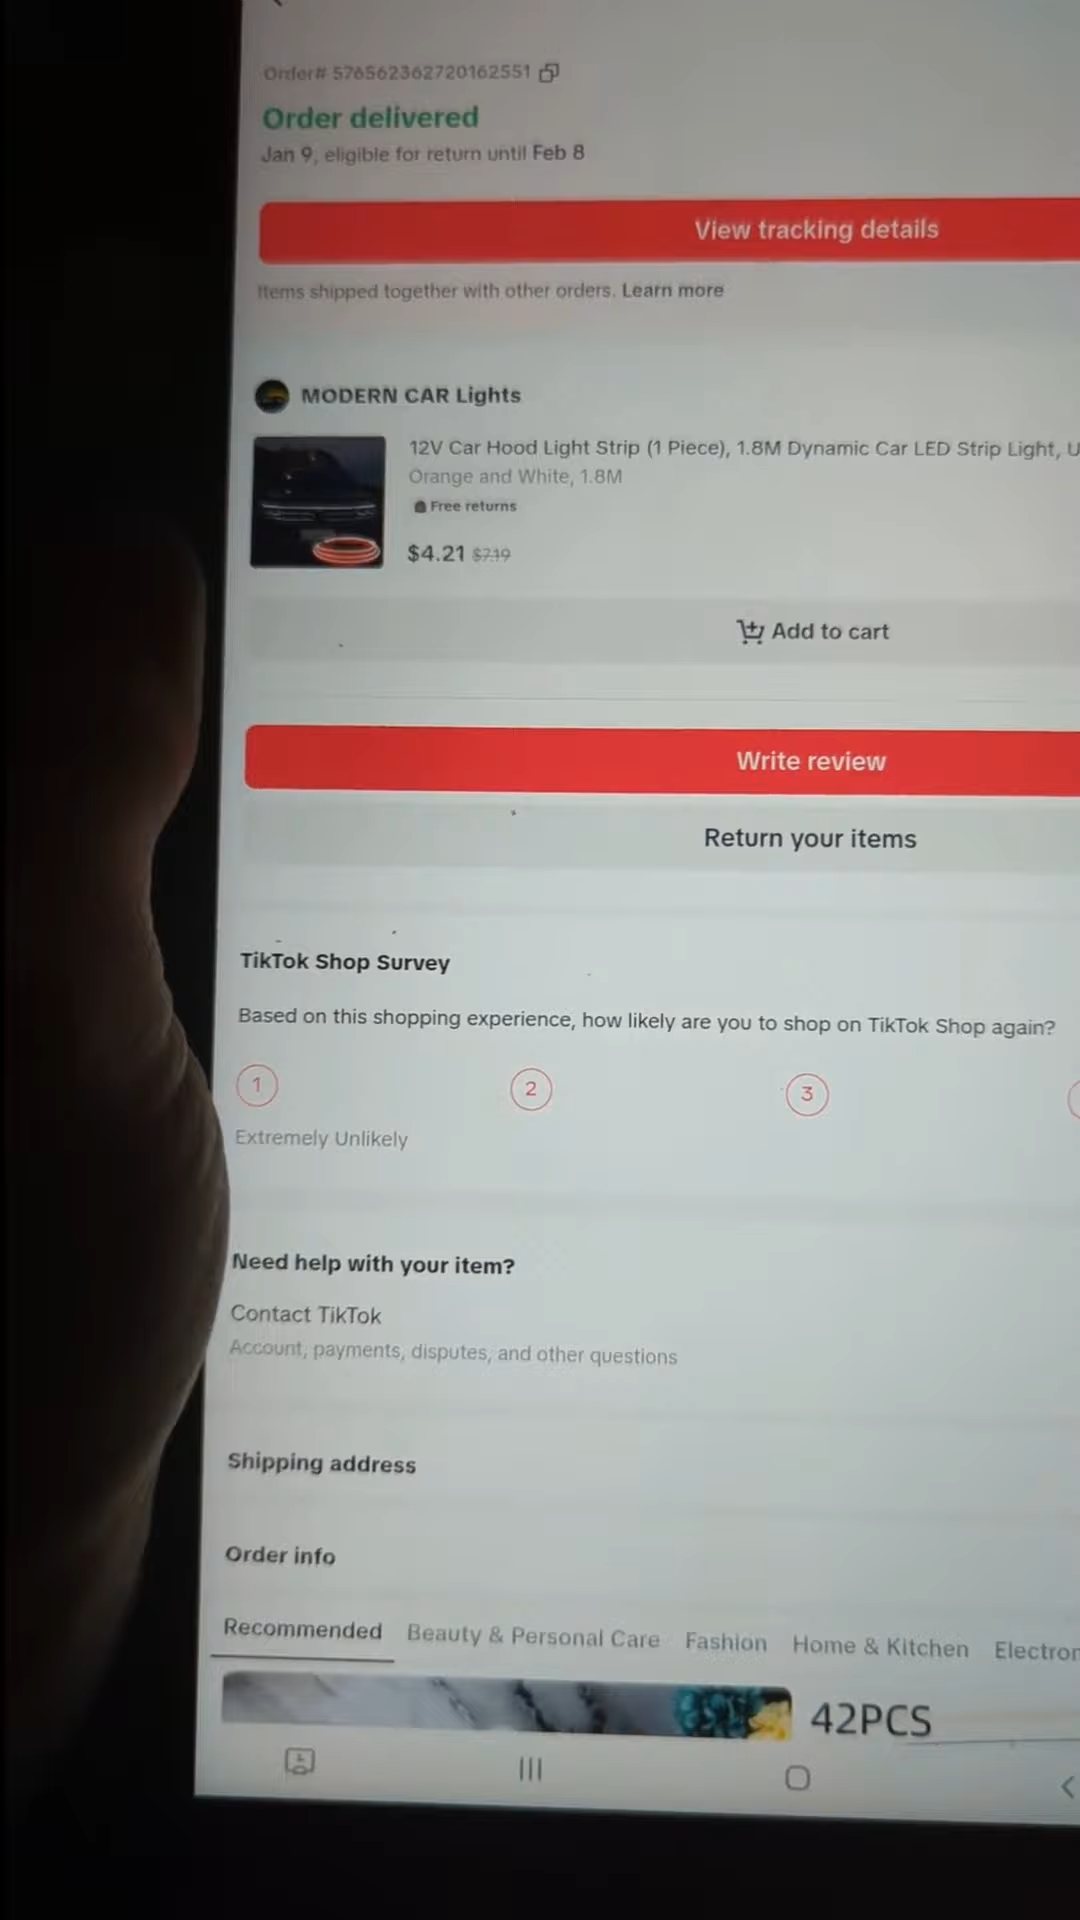 Order# 576562362720162551
Order delivered
Jan 9, eligible for return until Feb 8
View tracking details
Items shipped together with other orders. Learn more
MODERN CAR Lights
12V Car Hood Light Strip (1 Piece), 1.8M Dynamic Car LED Strip Light, U
Orange and White, 1.8M
Free returns
$4.21 $7.19
Add to cart
Write review
Return your items
TikTok Shop Survey
Based on this shopping experience, how likely are you to shop on TikTok Shop again?
1 2 3
Extremely Unlikely
Need help with your item?
Contact TikTok
Account, payments, disputes, and other questions
Shipping address
Order info
Recommended Beauty & Personal Care Fashion Home & Kitchen Electron
42PCS